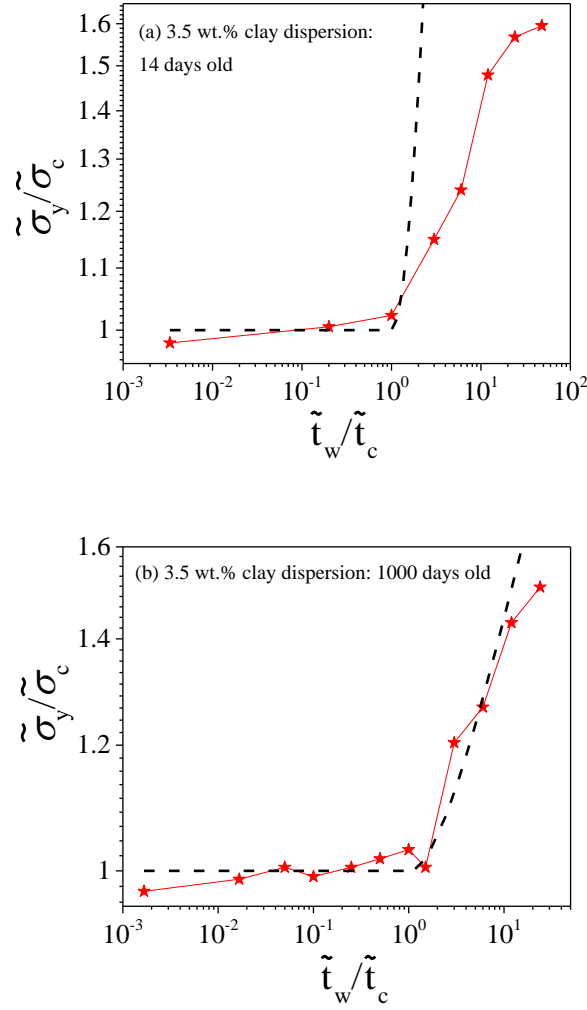 1.6
(a) 3.5 wt.% clay dispersion:
14 days old
1.5
1.4
1.3
1.2
1.1
1
σ̃y/σ̃c
10⁻³ 10⁻² 10⁻¹ 10⁰ 10¹ 10²
t̃w/t̃c
1.6
(b) 3.5 wt.% clay dispersion: 1000 days old
1.4
1.2
1
σ̃y/σ̃c
10⁻³ 10⁻² 10⁻¹ 10⁰ 10¹
t̃w/t̃c